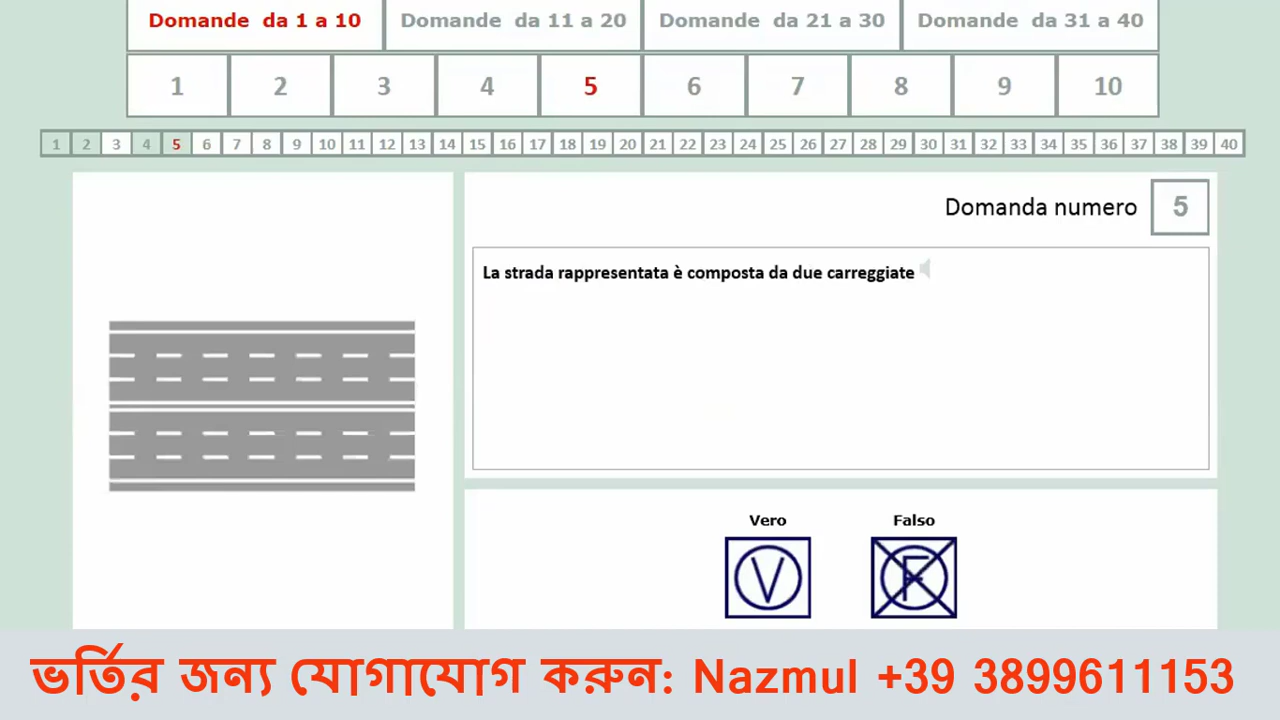 Domande da 1 a 10 Domande da 11 a 20 Domande da 21 a 30 Domande da 31 a 40
1 2 3 4 5 6 7 8 9 10
1 2 3 4 5 6 7 8 9 10 11 12 13 14 15 16 17 18 19 20 21 22 23 24 25 26 27 28 29 30 31 32 33 34 35 36 37 38 39 40
Domanda numero 5
La strada rappresentata è composta da due carreggiate
Vero Falso
V F
ভর্তির জন্য যোগাযোগ করুন: Nazmul +39 3899611153